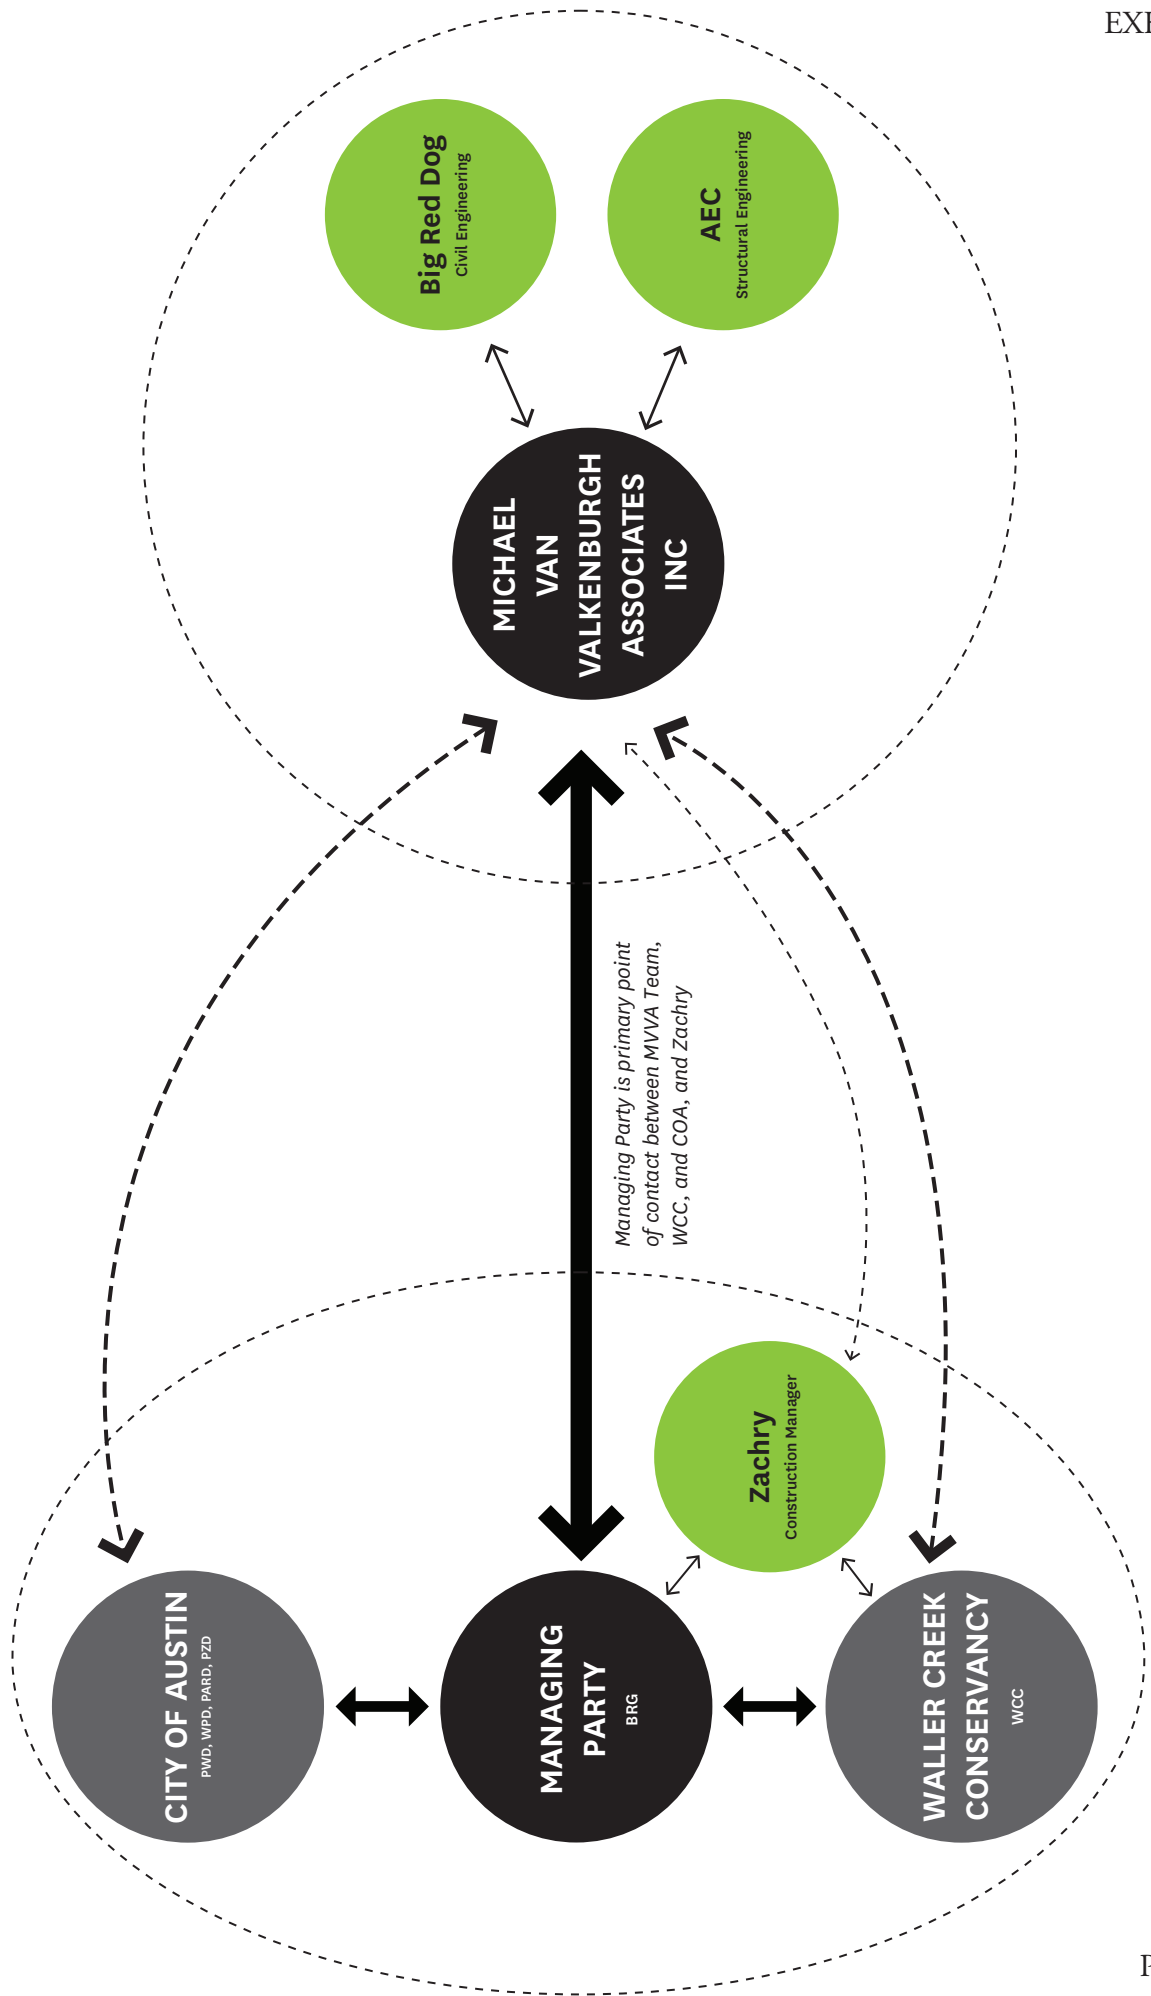 Big Red Dog
Civil Engineering
AEC
Structural Engineering
MICHAEL
VAN
VALKENBURGH
ASSOCIATES
INC
Managing Party is primary point
of contact between MVVA Team,
WCC, and COA, and Zachry
Zachry
Construction Manager
CITY OF AUSTIN
PWD, WPD, PARD, PZD
MANAGING
PARTY
BRG
WALLER CREEK
CONSERVANCY
WCC